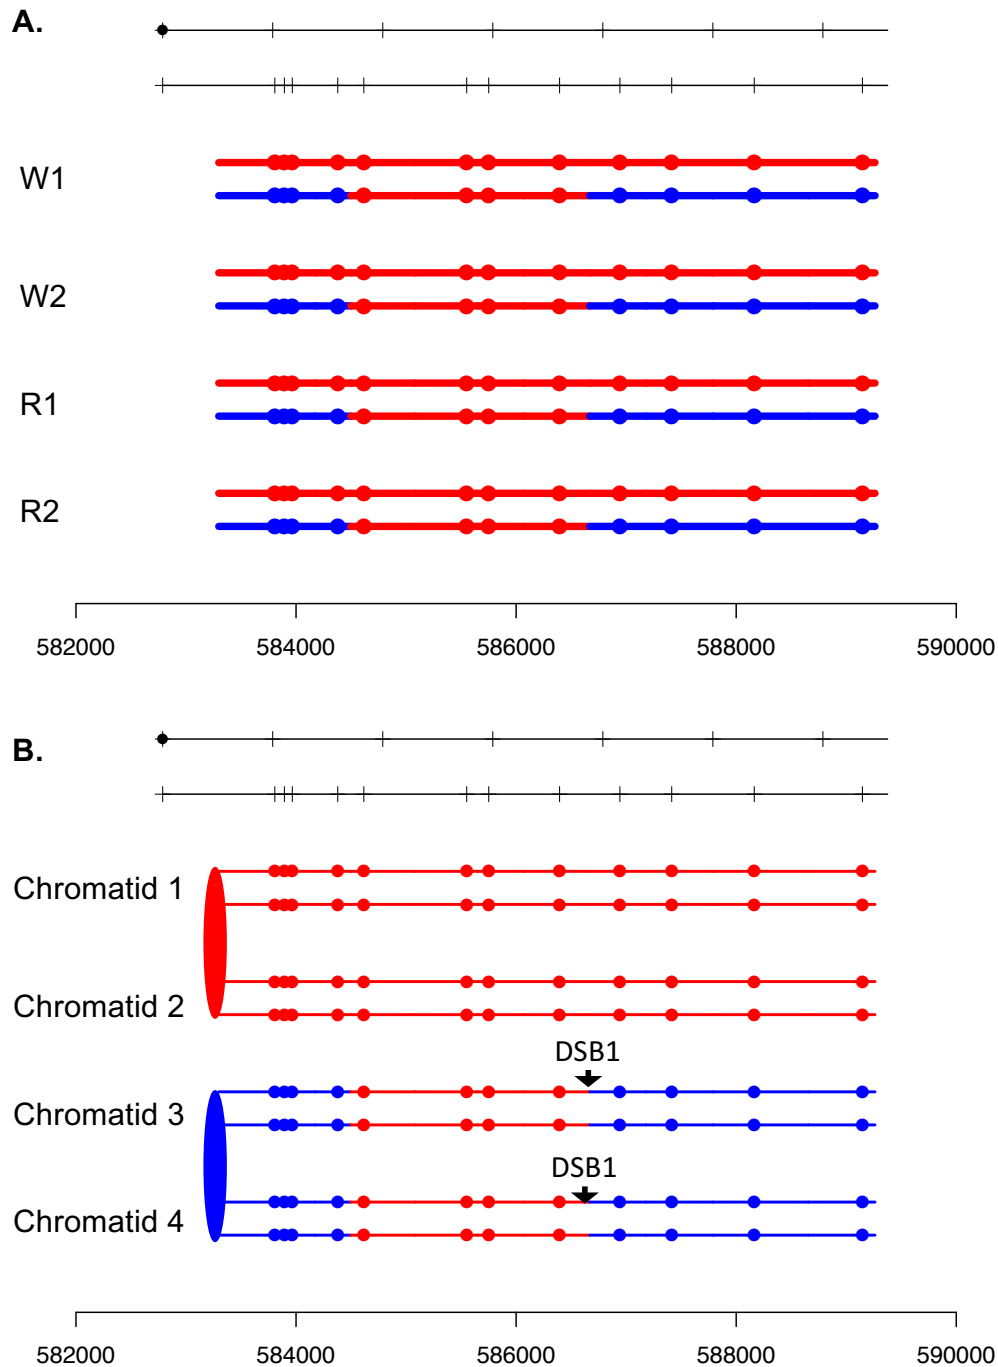 A.
W1
W2
R1
R2
582000 584000 586000 588000 590000
B.
Chromatid 1
Chromatid 2
DSB1
Chromatid 3
DSB1
Chromatid 4
582000 584000 586000 588000 590000